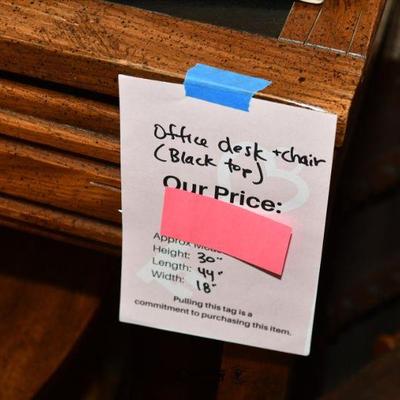 Office desk + chair
(Black top)
Our Price:
Approx
Height: 30"
Length: 44"
Width: 18"
Pulling this tag is a
commitment to purchasing this item.